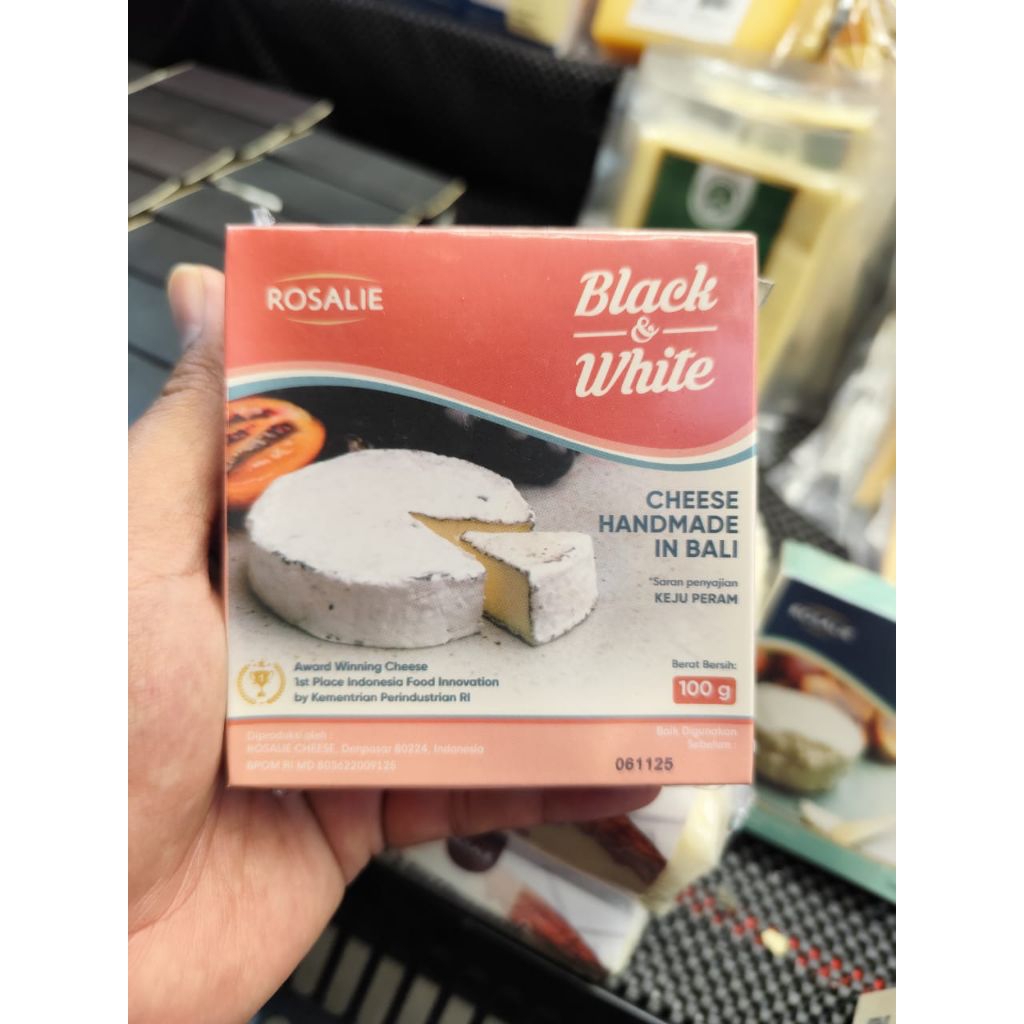 ROSALIE
Black
&
White
CHEESE
HANDMADE
IN BALI
*Saran penyajian
KEJU PERAM
Award Winning Cheese
1st Place Indonesia Food Innovation
by Kementrian Perindustrian RI
Berat Bersih:
100 g
Diproduksi oleh :
ROSALIE CHEESE, Denpasar 80224, Indonesia
BPOM RI MD 805622009125
Baik Digunakan
Sebelum :
061125
ROSALIE